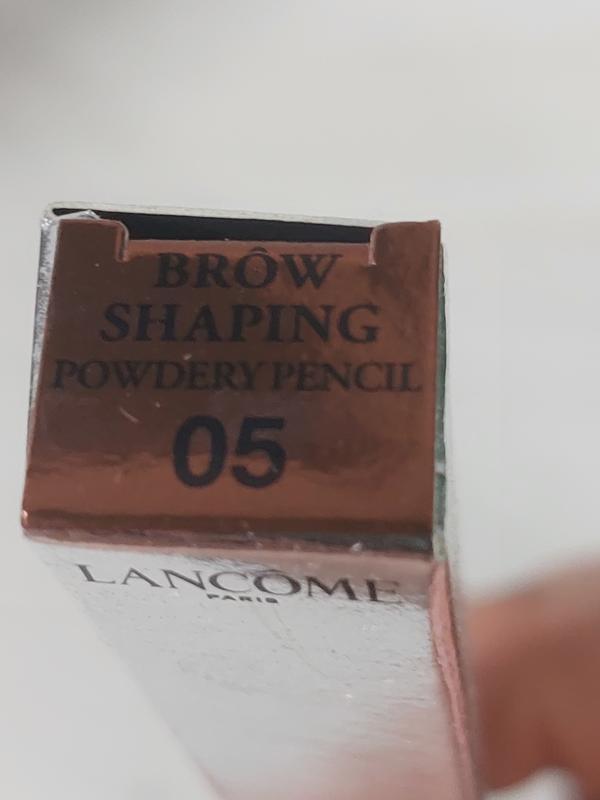 BRÔW
SHAPING
POWDERY PENCIL
05
LANCÔME
PARIS